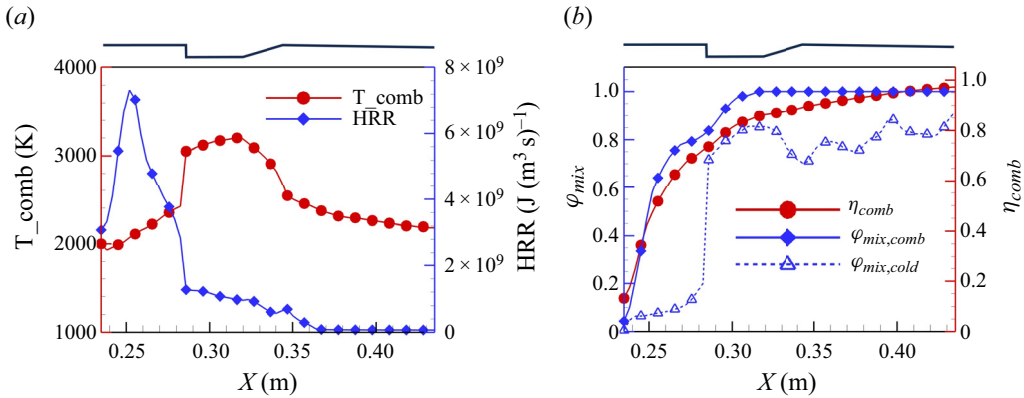 (a)
4000
3000
2000
1000
T_comb (K)
T_comb
HRR
8 × 10⁹
6 × 10⁹
4 × 10⁹
2 × 10⁹
0
HRR (J (m³ s)⁻¹)
0.25 0.30 0.35 0.40
X (m)
(b)
1.0
0.8
0.6
0.4
0.2
0
φmix
ηcomb
φmix,comb
φmix,cold
1.0
0.8
0.6
0.4
0.2
0
ηcomb
0.25 0.30 0.35 0.40
X (m)